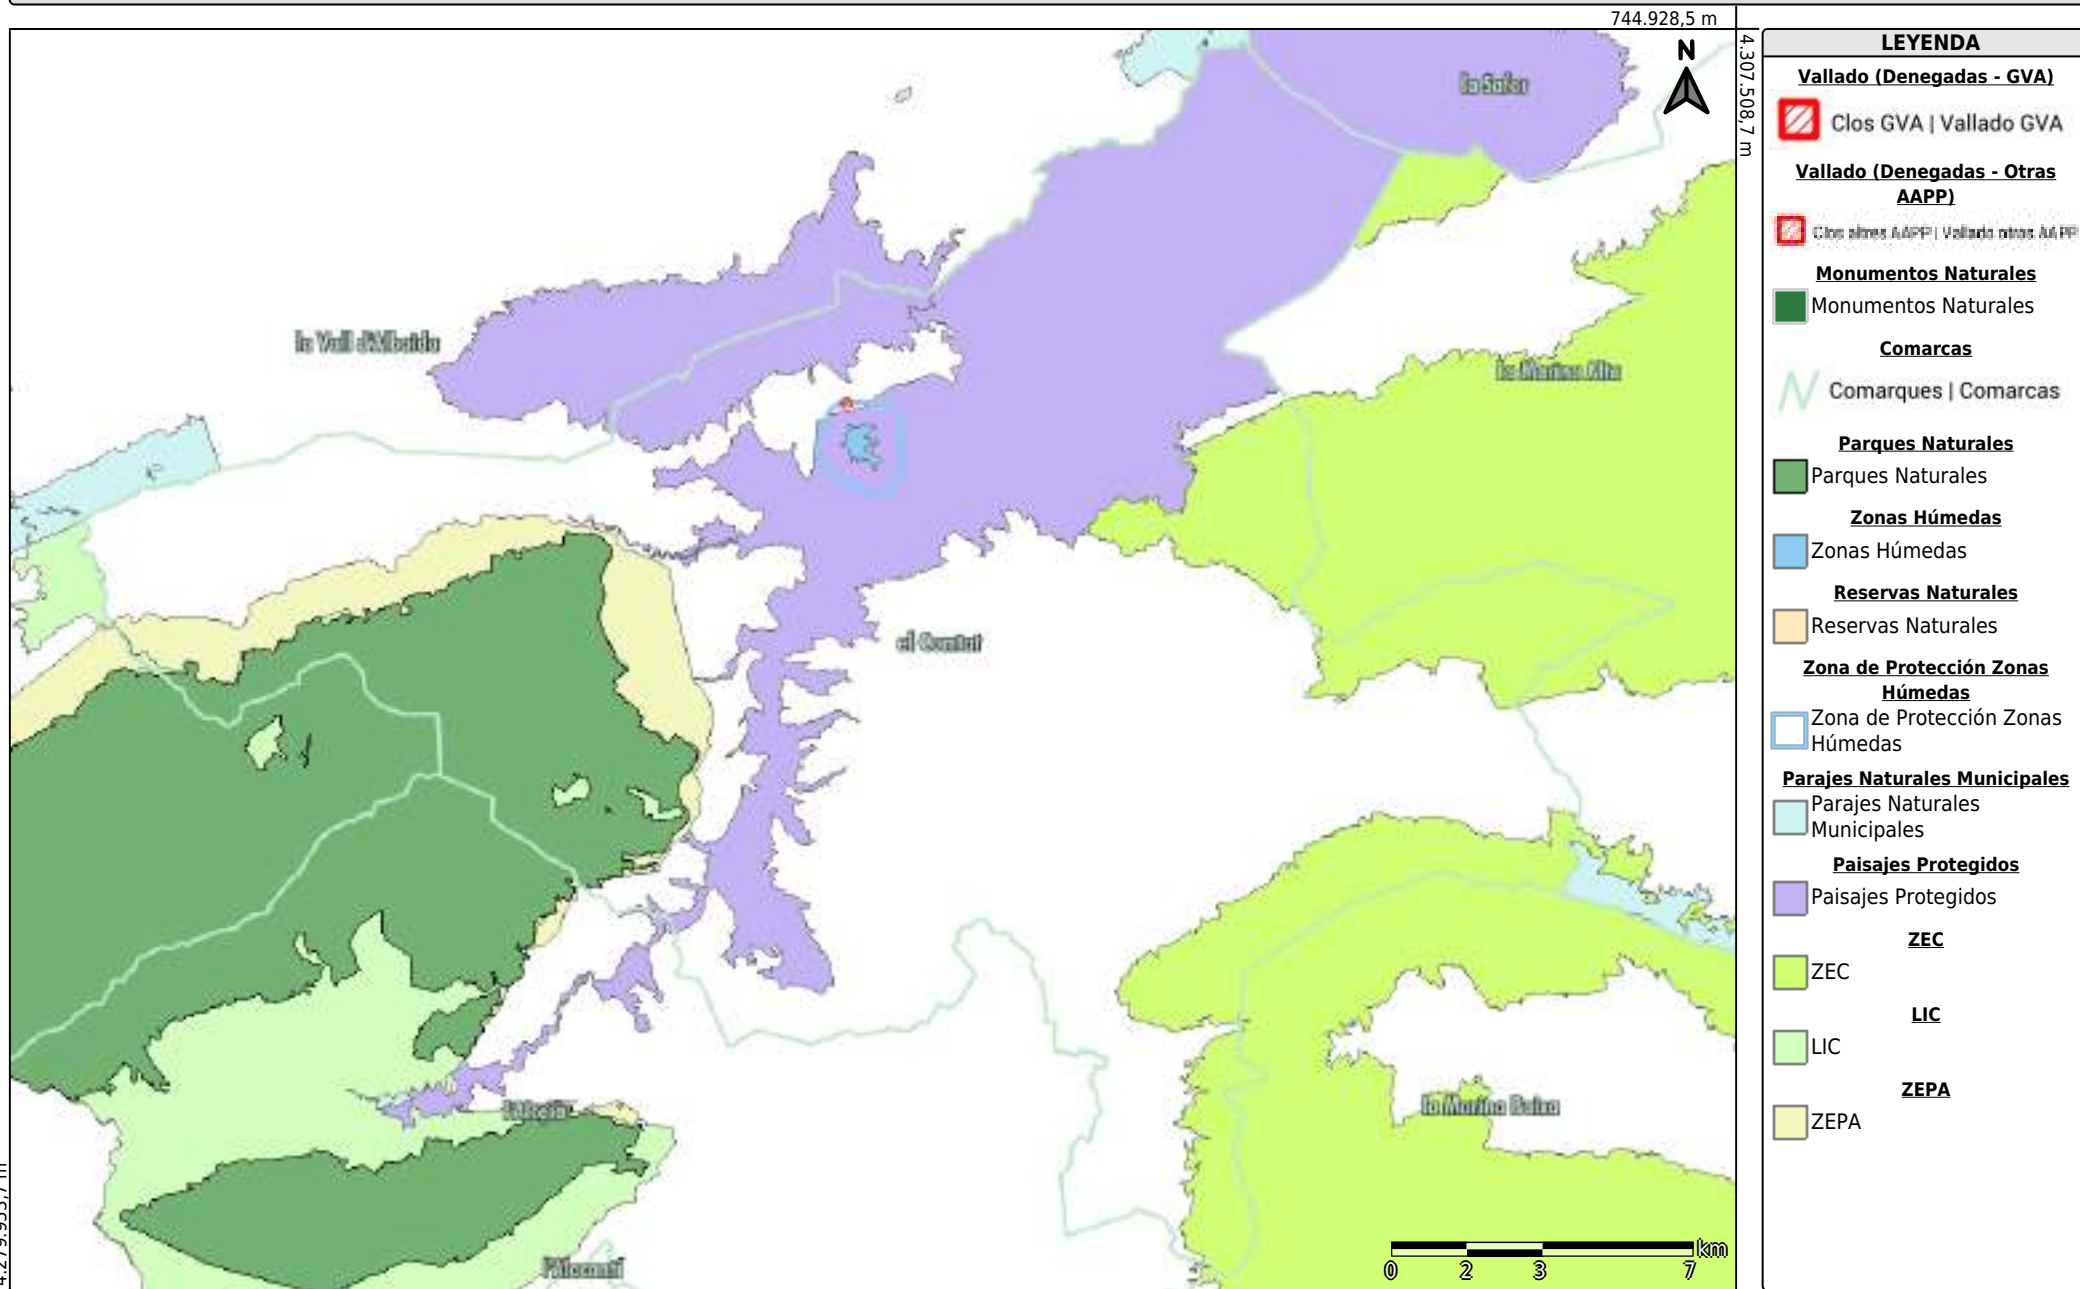 744.928,5 m
4.307.508,7 m
N
la Safor
la Vall d'Albaida
la Marina Alta
el Comtat
l'Alcoià
la Marina Baixa
l'Alacantí
km
0 2 3 7
LEYENDA
Vallado (Denegadas - GVA)
Clos GVA | Vallado GVA
Vallado (Denegadas - Otras
AAPP)
Clos altres AAPP | Vallado otras AAPP
Monumentos Naturales
Monumentos Naturales
Comarcas
Comarques | Comarcas
Parques Naturales
Parques Naturales
Zonas Húmedas
Zonas Húmedas
Reservas Naturales
Reservas Naturales
Zona de Protección Zonas
Húmedas
Zona de Protección Zonas
Húmedas
Parajes Naturales Municipales
Parajes Naturales
Municipales
Paisajes Protegidos
Paisajes Protegidos
ZEC
ZEC
LIC
LIC
ZEPA
ZEPA